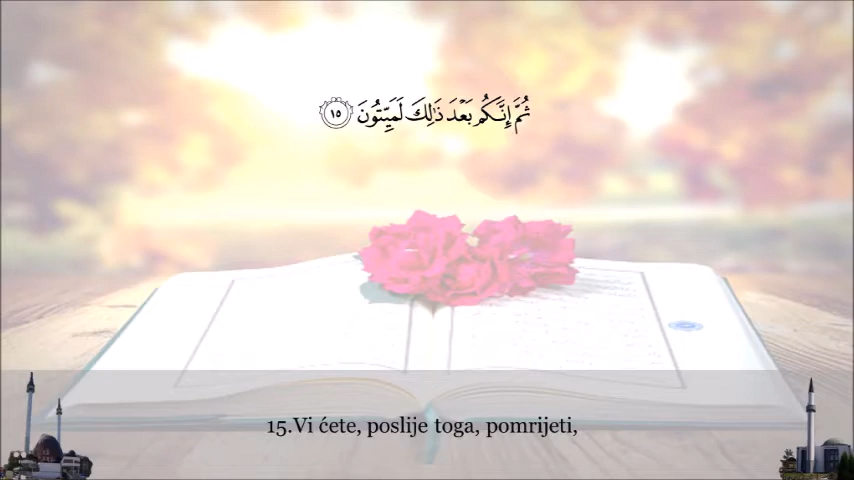 ثُمَّ إِنَّكُم بَعْدَ ذَٰلِكَ لَمَيِّتُونَ ١٥
15.Vi ćete, poslije toga, pomrijeti,